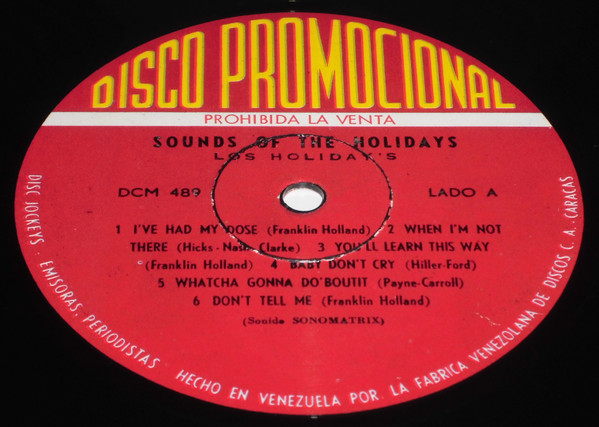 DISCO PROMOCIONAL
PROHIBIDA LA VENTA
SOUNDS OF THE HOLIDAYS
LOS HOLIDAY'S
DCM 489 LADO A
1 I'VE HAD MY DOSE (Franklin Holland) 2 WHEN I'M NOT
THERE (Hicks - Nash Clarke) 3 YOU'LL LEARN THIS WAY
(Franklin Holland) 4 BABY DON'T CRY (Hiller-Ford)
5 WHATCHA GONNA DO'BOUTIT (Payne-Carroll)
6 DON'T TELL ME (Franklin Holland)
(Sonido SONOMATRIX)
DISC JOCKEYS - EMISORAS: PERIODISTAS
HECHO EN VENEZUELA POR. LA FABRICA VENEZOLANA DE DISCOS C. A. -CARACAS